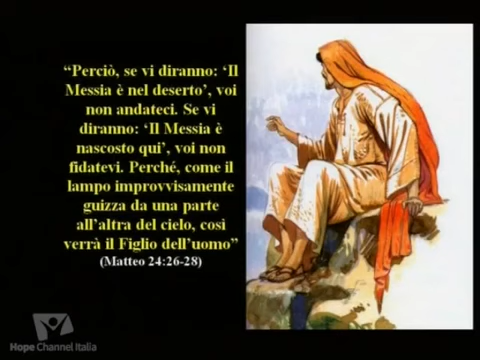 “Perciò, se vi diranno: ‘Il
Messia è nel deserto’, voi
non andateci. Se vi
diranno: ‘Il Messia è
nascosto qui’, voi non
fidatevi. Perché, come il
lampo improvvisamente
guizza da una parte
all’altra del cielo, così
verrà il Figlio dell’uomo”
(Matteo 24:26-28)
Hope Channel Italia